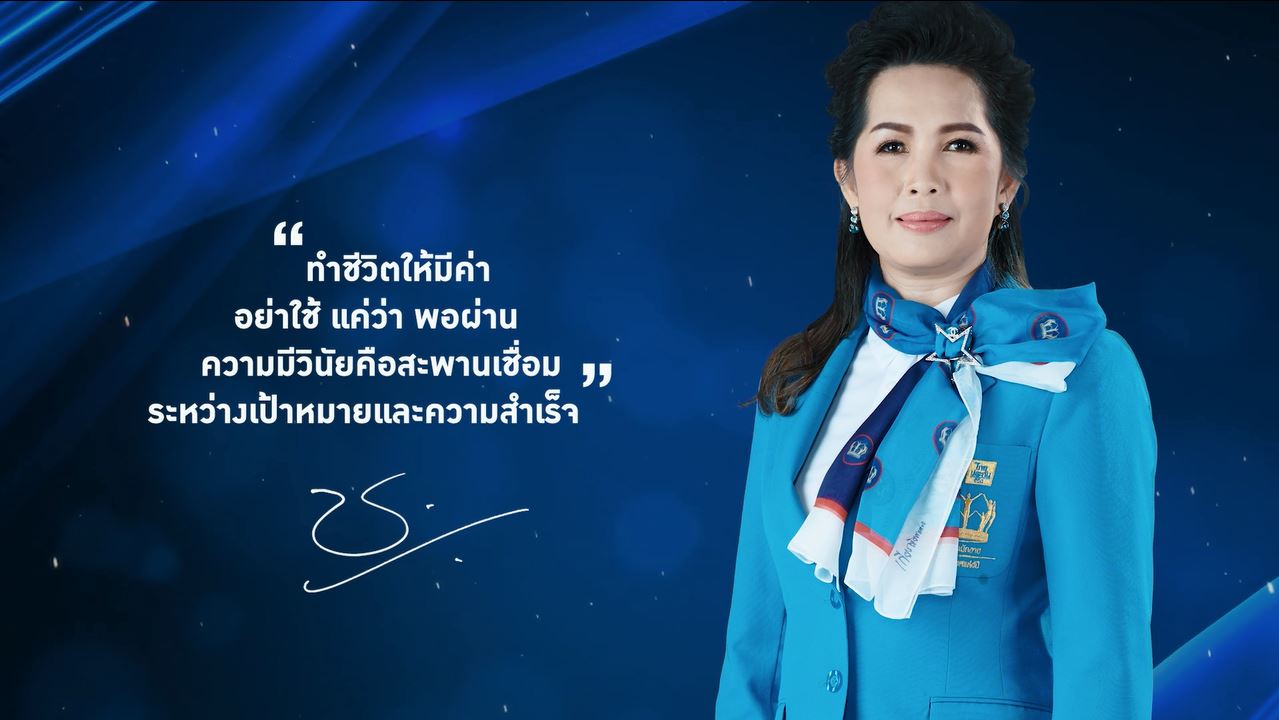 “ทำชีวิตให้มีค่า
อย่าใช้ แค่ว่า พอผ่าน
ความมีวินัยคือสะพานเชื่อม
ระหว่างเป้าหมายและความสำเร็จ”